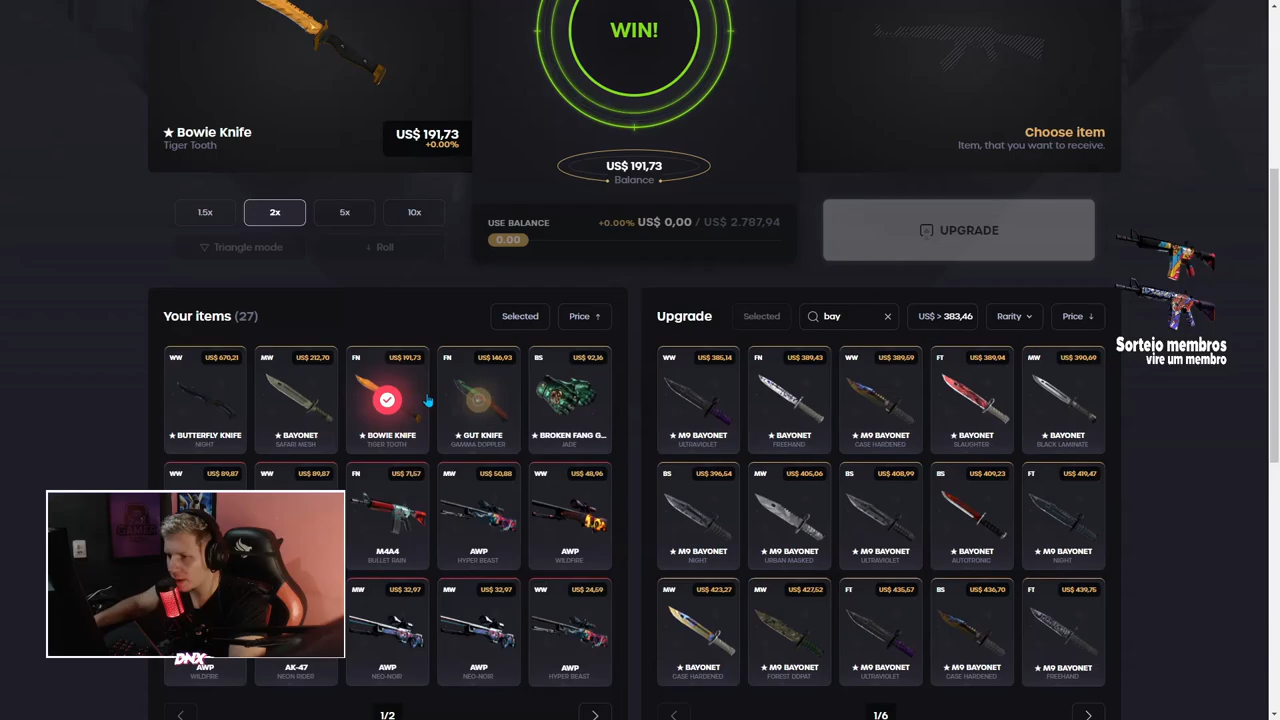 WIN!
★ Bowie Knife
Tiger Tooth
US$ 191,73
+0.00%
Choose item
Item, that you want to receive.
US$ 191,73
Balance
1.5x
2x
5x
10x
Triangle mode
Roll
USE BALANCE
+0.00% US$ 0,00 / US$ 2.787,94
0.00
UPGRADE
Your items (27)
Selected
Price ↑
Upgrade
Selected
bay
US$ > 383,46
Rarity
Price ↓
Sorteio membros
vire um membro
WW US$ 670,21
★ BUTTERFLY KNIFE
NIGHT
MW US$ 212,70
★ BAYONET
SAFARI MESH
FN US$ 191,73
★ BOWIE KNIFE
TIGER TOOTH
FN US$ 146,93
★ GUT KNIFE
GAMMA DOPPLER
BS US$ 92,16
★ BROKEN FANG G...
JADE
WW US$ 385,14
★ M9 BAYONET
ULTRAVIOLET
FN US$ 389,43
★ BAYONET
FREEHAND
WW US$ 389,59
★ M9 BAYONET
CASE HARDENED
FT US$ 389,94
★ BAYONET
SLAUGHTER
MW US$ 390,69
★ BAYONET
BLACK LAMINATE
WW US$ 89,87
WW US$ 89,87
FN US$ 71,57
M4A4
BULLET RAIN
MW US$ 50,88
AWP
HYPER BEAST
WW US$ 48,96
AWP
WILDFIRE
BS US$ 396,54
★ M9 BAYONET
NIGHT
MW US$ 405,06
★ M9 BAYONET
URBAN MASKED
BS US$ 408,99
★ M9 BAYONET
ULTRAVIOLET
BS US$ 409,23
★ BAYONET
AUTOTRONIC
FT US$ 419,47
★ M9 BAYONET
NIGHT
AWP
WILDFIRE
AK-47
NEON RIDER
MW US$ 32,97
AWP
NEO-NOIR
MW US$ 32,97
AWP
NEO-NOIR
WW US$ 24,59
AWP
HYPER BEAST
MW US$ 423,27
★ BAYONET
CASE HARDENED
MW US$ 427,52
★ M9 BAYONET
FOREST DDPAT
FT US$ 435,57
★ M9 BAYONET
ULTRAVIOLET
BS US$ 436,70
★ M9 BAYONET
CASE HARDENED
FT US$ 439,75
★ M9 BAYONET
FREEHAND
DNX
1/2
1/6